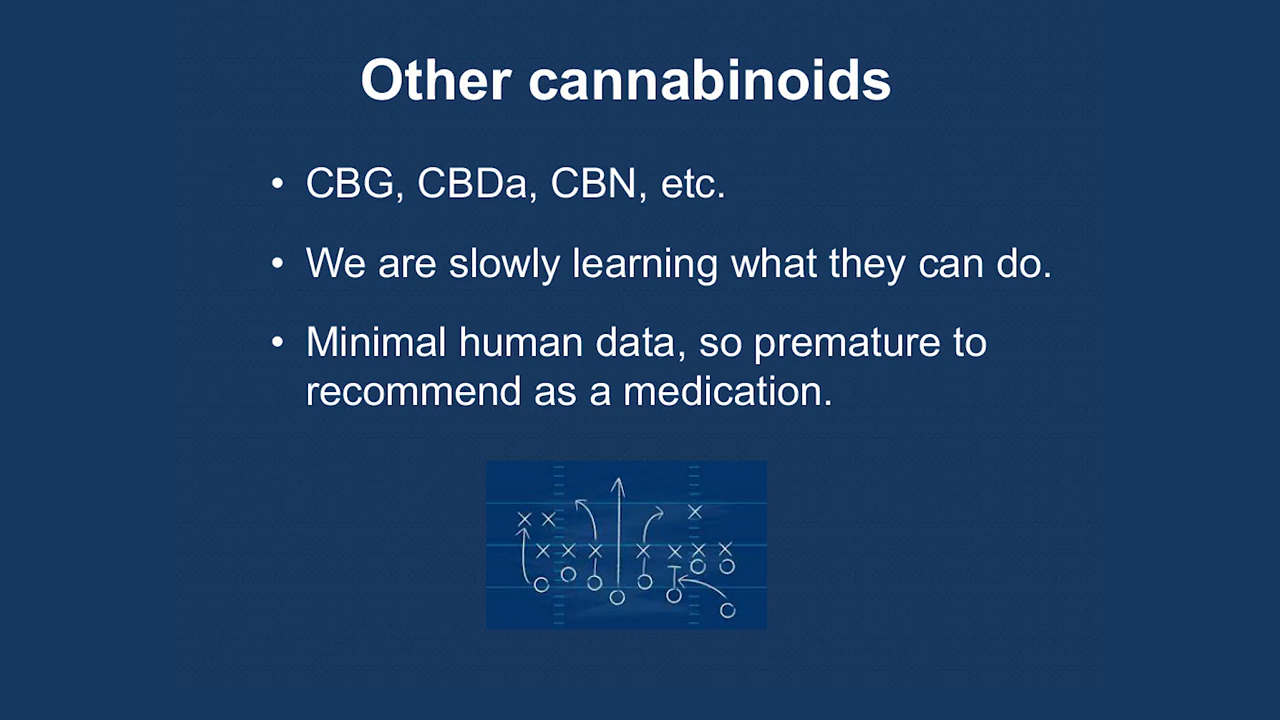 Other cannabinoids
• CBG, CBDa, CBN, etc.
• We are slowly learning what they can do.
• Minimal human data, so premature to
recommend as a medication.